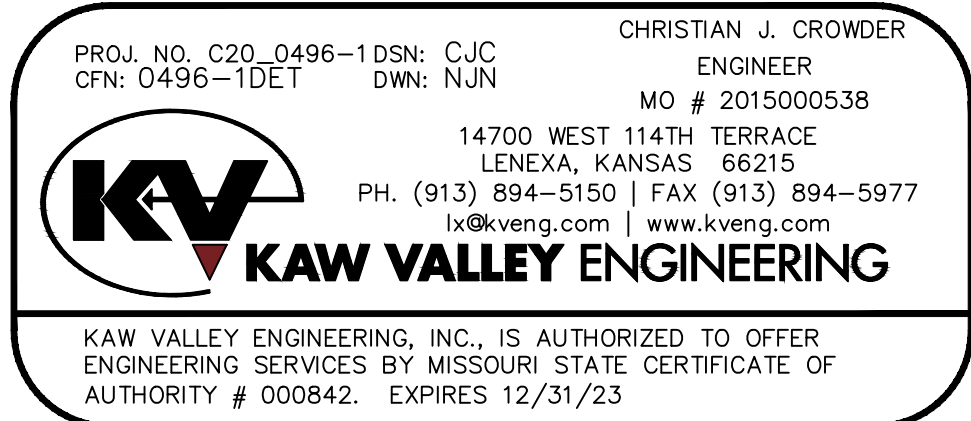 PROJ. NO. C20_0496-1 DSN: CJC
CFN: 0496-1DET DWN: NJN
CHRISTIAN J. CROWDER
ENGINEER
MO # 2015000538
14700 WEST 114TH TERRACE
LENEXA, KANSAS 66215
PH. (913) 894-5150 | FAX (913) 894-5977
lx@kveng.com | www.kveng.com
KV
KAW VALLEY ENGINEERING
KAW VALLEY ENGINEERING, INC., IS AUTHORIZED TO OFFER
ENGINEERING SERVICES BY MISSOURI STATE CERTIFICATE OF
AUTHORITY # 000842. EXPIRES 12/31/23